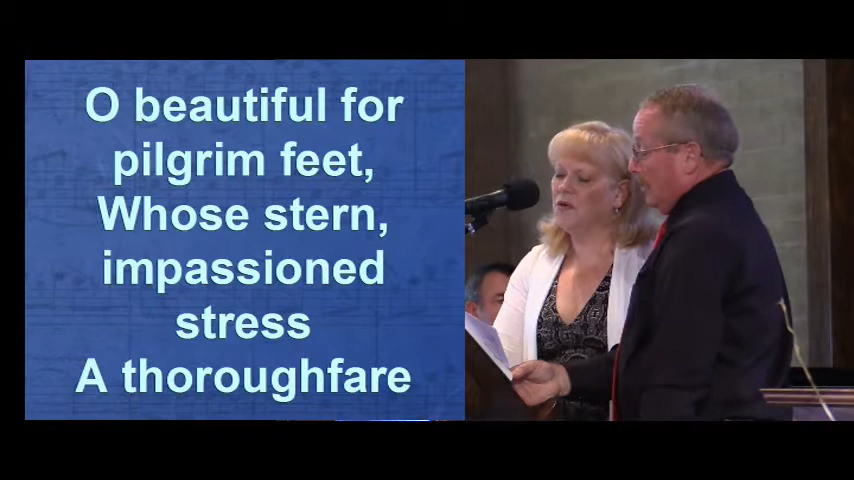 O beautiful for
pilgrim feet,
Whose stern,
impassioned
stress
A thoroughfare